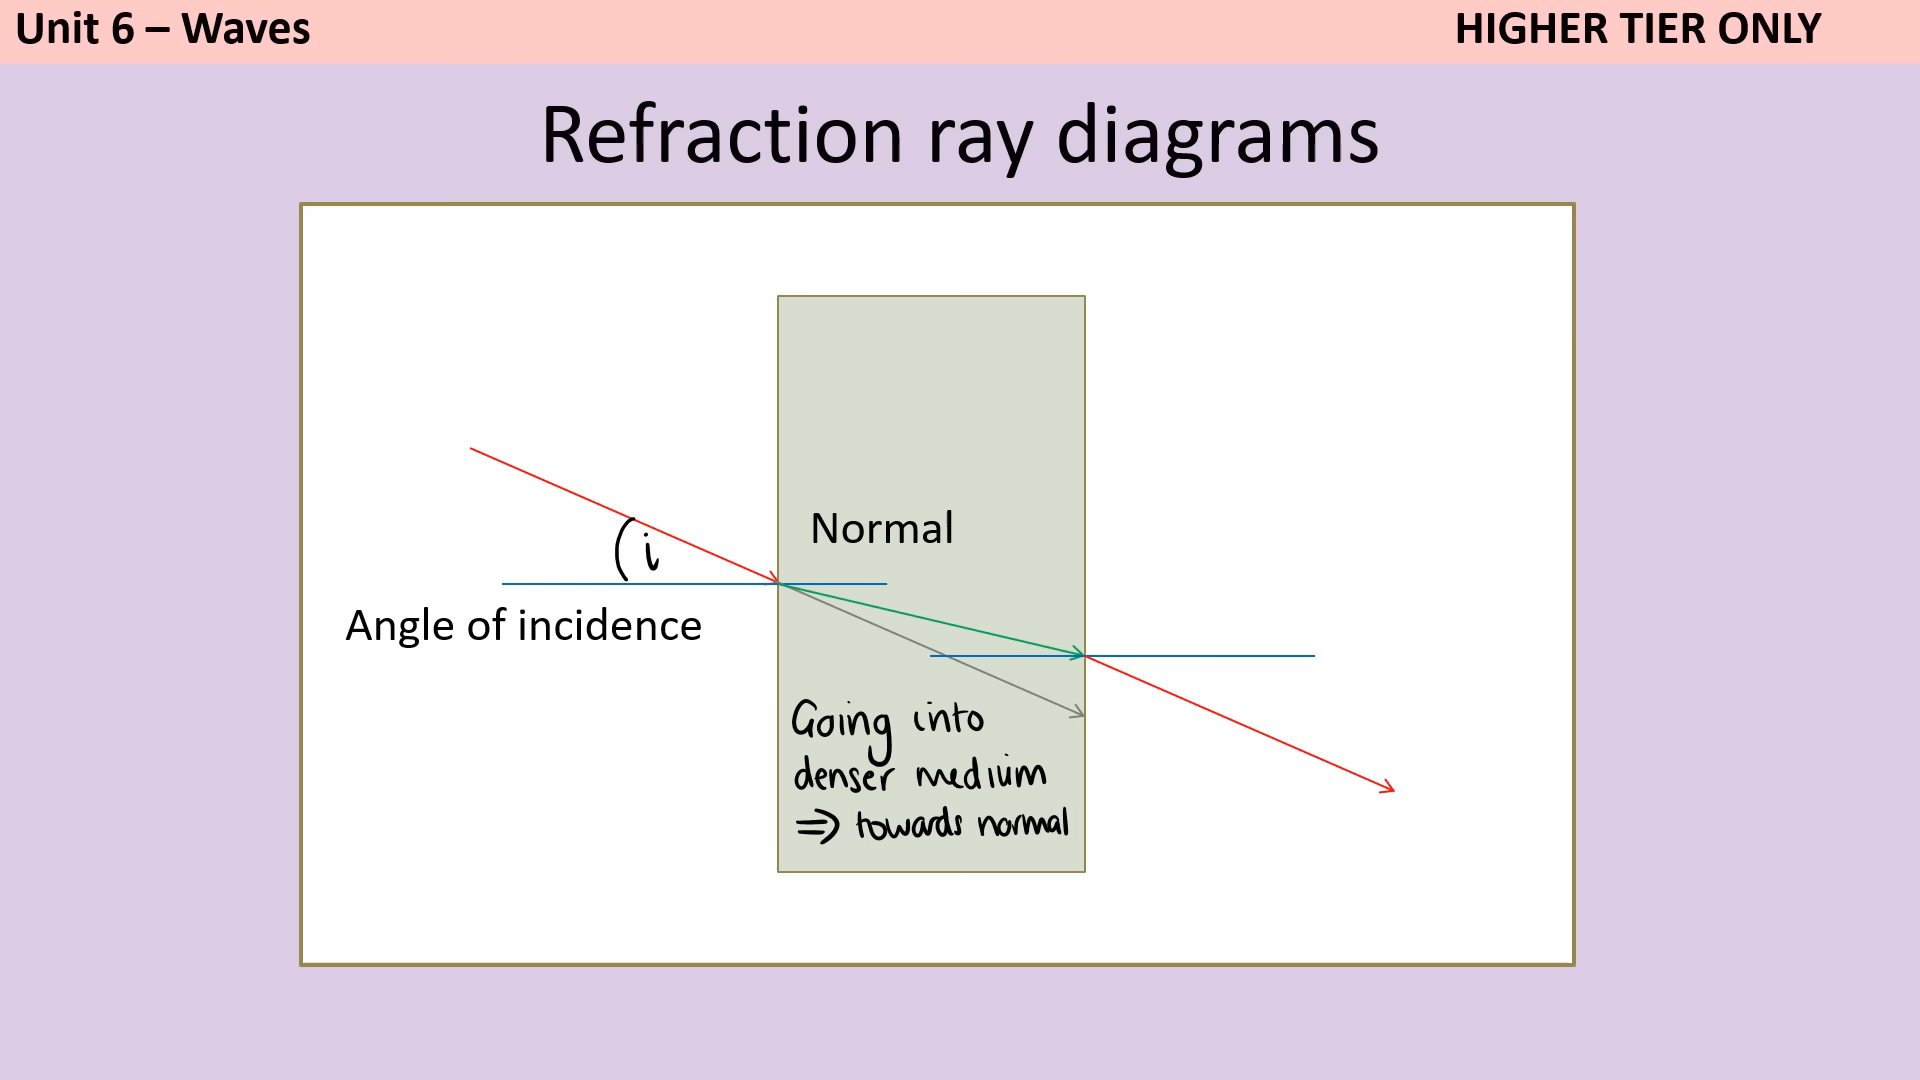 Unit 6 – Waves
HIGHER TIER ONLY
Refraction ray diagrams
Normal
i
Angle of incidence
Going into
denser medium
⇒ towards normal